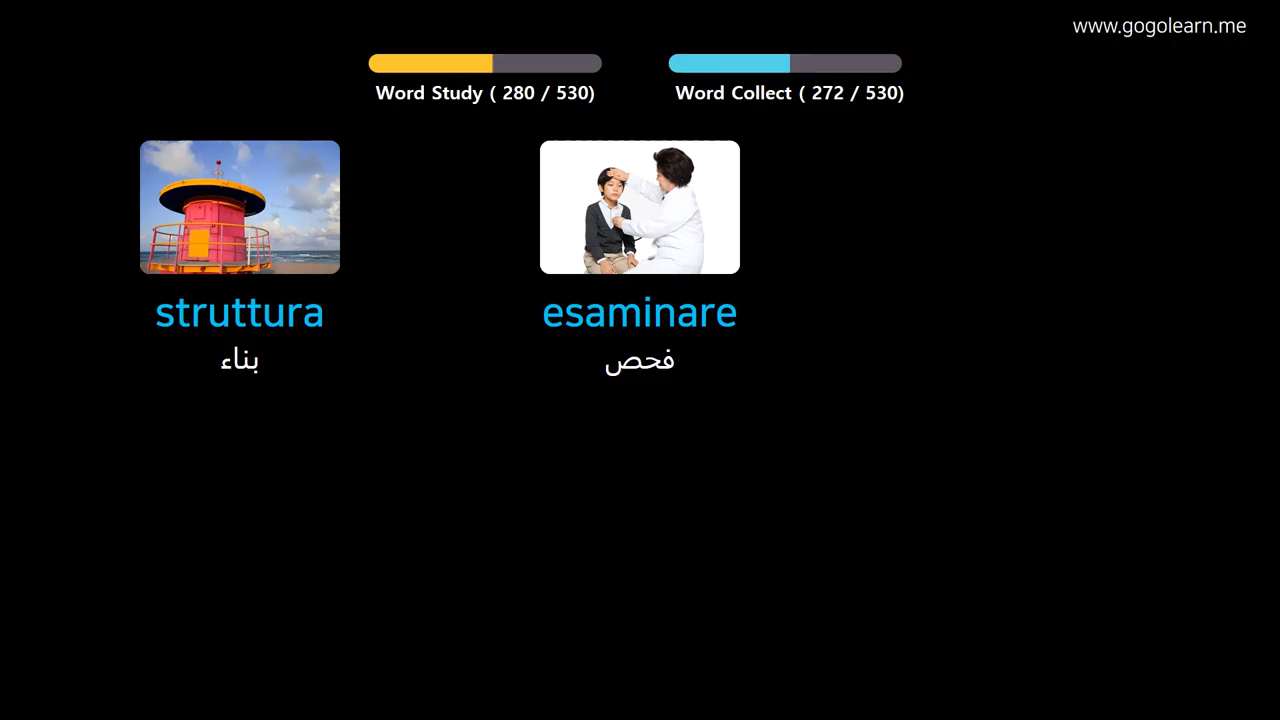 www.gogolearn.me
Word Study ( 280 / 530)
Word Collect ( 272 / 530)
struttura
بناء
esaminare
فحص